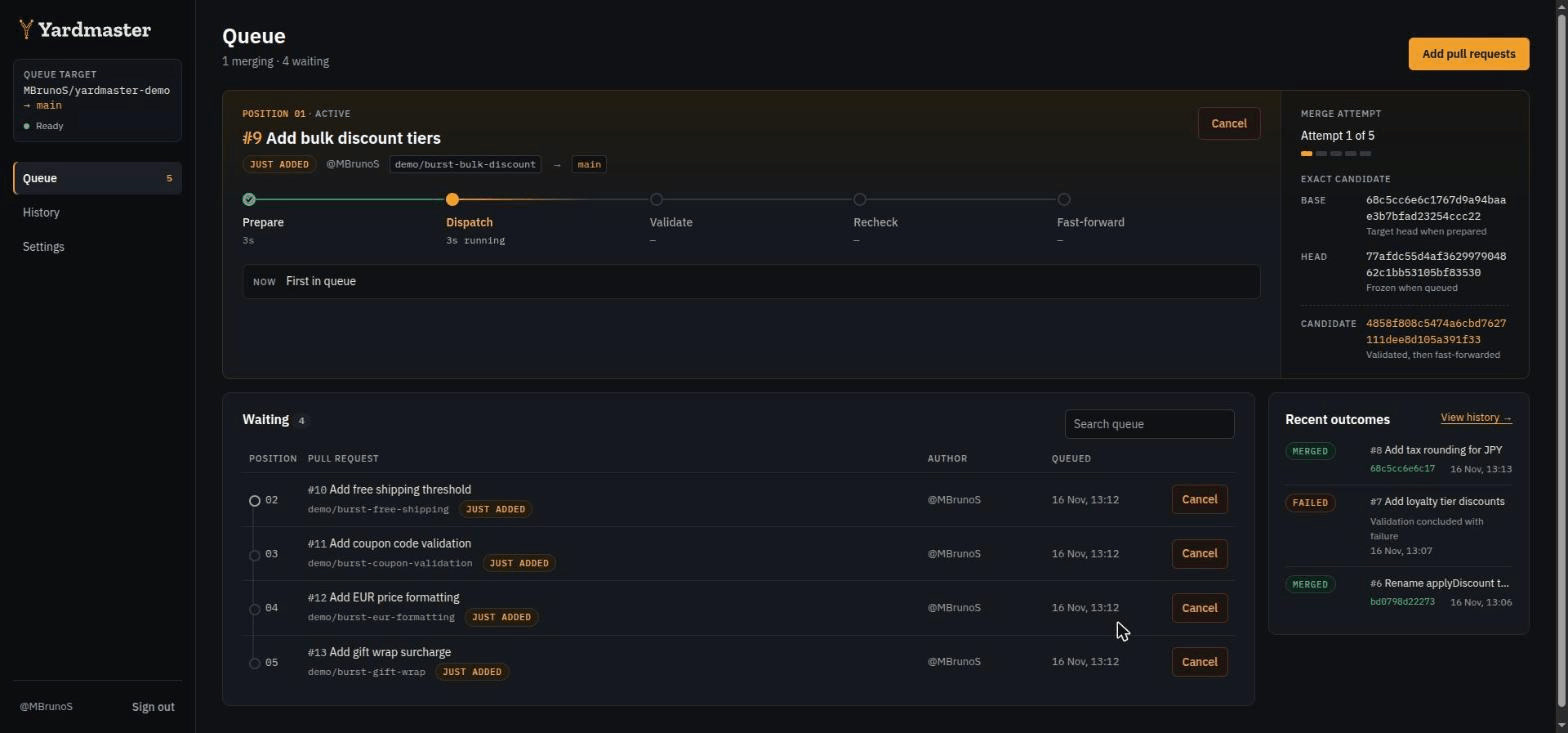 Yardmaster
QUEUE TARGET
MBrunoS/yardmaster-demo
→ main
Ready
Queue 5
History
Settings
@MBrunoS Sign out
Queue
1 merging · 4 waiting
Add pull requests
POSITION 01 · ACTIVE
#9 Add bulk discount tiers
Cancel
JUST ADDED @MBrunoS demo/burst-bulk-discount → main
Prepare Dispatch Validate Recheck Fast-forward
3s 3s running – – –
NOW First in queue
MERGE ATTEMPT
Attempt 1 of 5
EXACT CANDIDATE
BASE 68c5cc6e6c1767d9a94baa
e3b7bfad23254ccc22
Target head when prepared
HEAD 77afdc55d4af3629979048
62c1bb53105bf83530
Frozen when queued
CANDIDATE 4858f808c5474a6cbd7627
111dee8d105a391f33
Validated, then fast-forwarded
Waiting 4
Search queue
POSITION PULL REQUEST AUTHOR QUEUED
02 #10 Add free shipping threshold @MBrunoS 16 Nov, 13:12 Cancel
demo/burst-free-shipping JUST ADDED
03 #11 Add coupon code validation @MBrunoS 16 Nov, 13:12 Cancel
demo/burst-coupon-validation JUST ADDED
04 #12 Add EUR price formatting @MBrunoS 16 Nov, 13:12 Cancel
demo/burst-eur-formatting JUST ADDED
05 #13 Add gift wrap surcharge @MBrunoS 16 Nov, 13:12 Cancel
demo/burst-gift-wrap JUST ADDED
Recent outcomes View history →
MERGED #8 Add tax rounding for JPY
68c5cc6e6c17 16 Nov, 13:13
FAILED #7 Add loyalty tier discounts
Validation concluded with
failure
16 Nov, 13:07
MERGED #6 Rename applyDiscount t...
bd0798d22273 16 Nov, 13:06